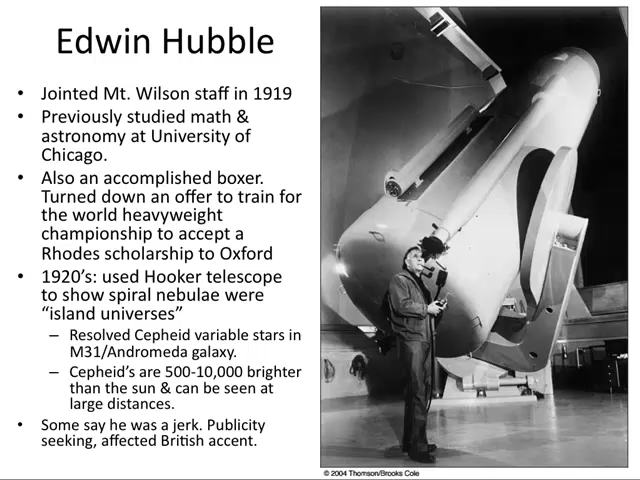 Edwin Hubble
• Jointed Mt. Wilson staff in 1919
• Previously studied math &
astronomy at University of
Chicago.
• Also an accomplished boxer.
Turned down an offer to train for
the world heavyweight
championship to accept a
Rhodes scholarship to Oxford
• 1920's: used Hooker telescope
to show spiral nebulae were
“island universes”
– Resolved Cepheid variable stars in
M31/Andromeda galaxy.
– Cepheid's are 500-10,000 brighter
than the sun & can be seen at
large distances.
• Some say he was a jerk. Publicity
seeking, affected British accent.
© 2004 Thomson/Brooks Cole